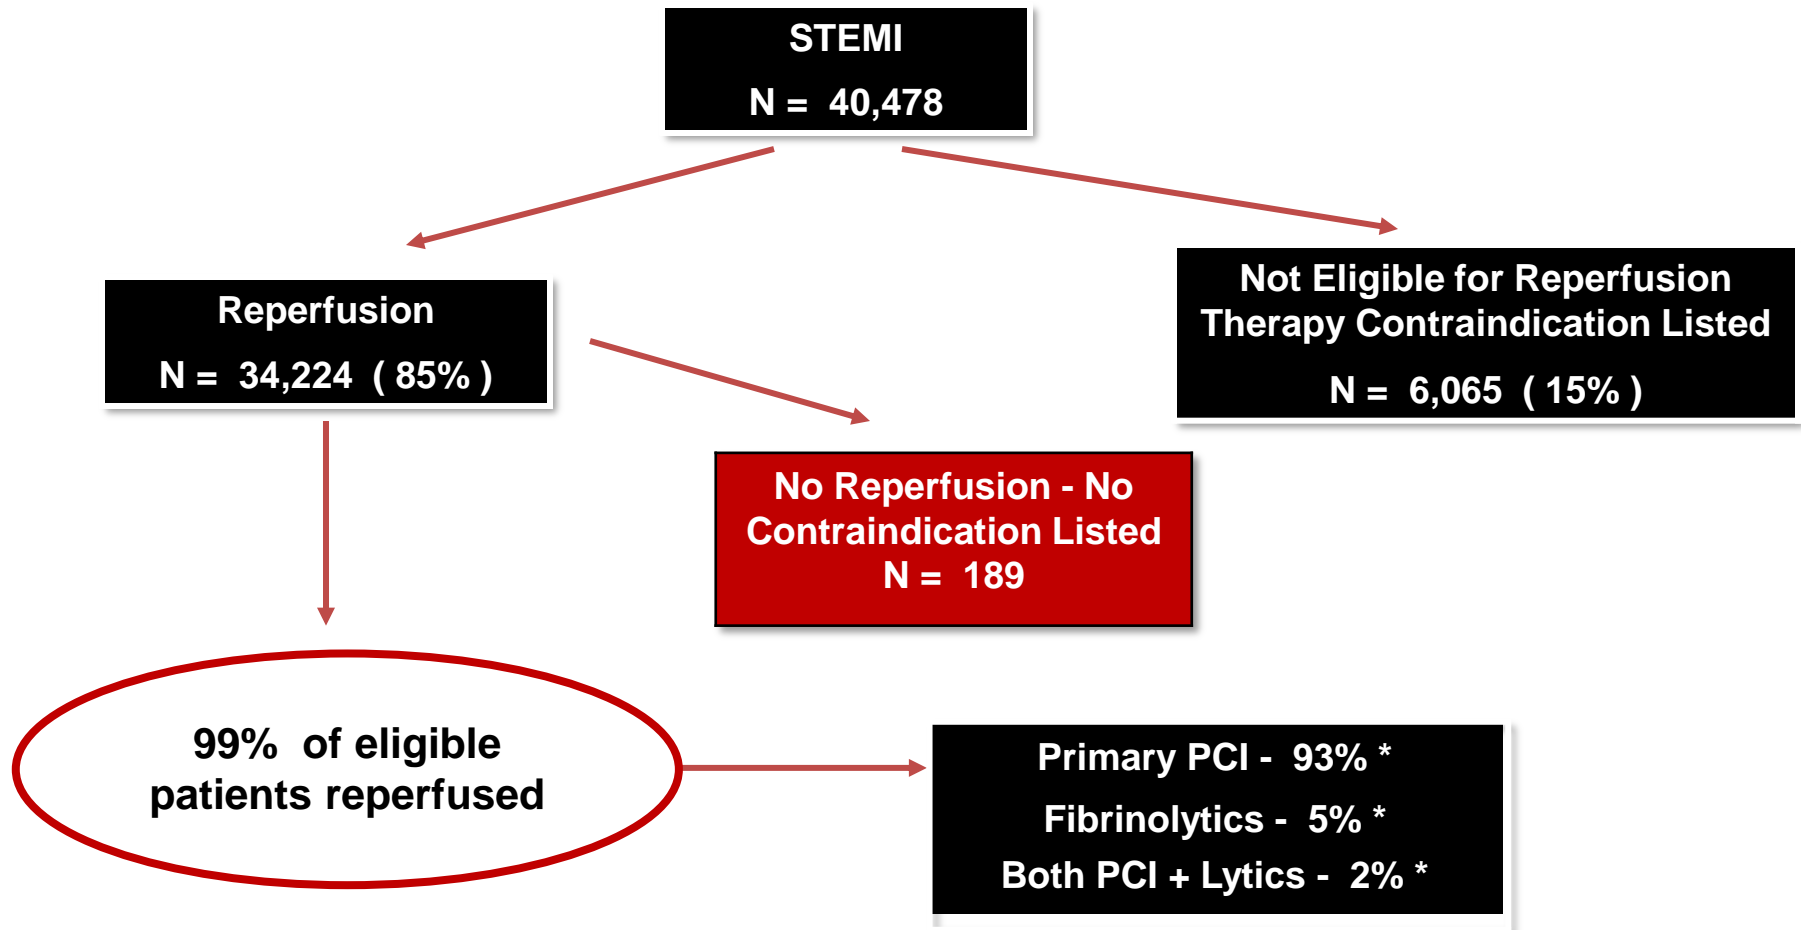 STEMI
N = 40,478
Reperfusion
N = 34,224 ( 85% )
Not Eligible for Reperfusion
Therapy Contraindication Listed
N = 6,065 ( 15% )
No Reperfusion - No
Contraindication Listed
N = 189
99% of eligible
patients reperfused
Primary PCI - 93% *
Fibrinolytics - 5% *
Both PCI + Lytics - 2% *